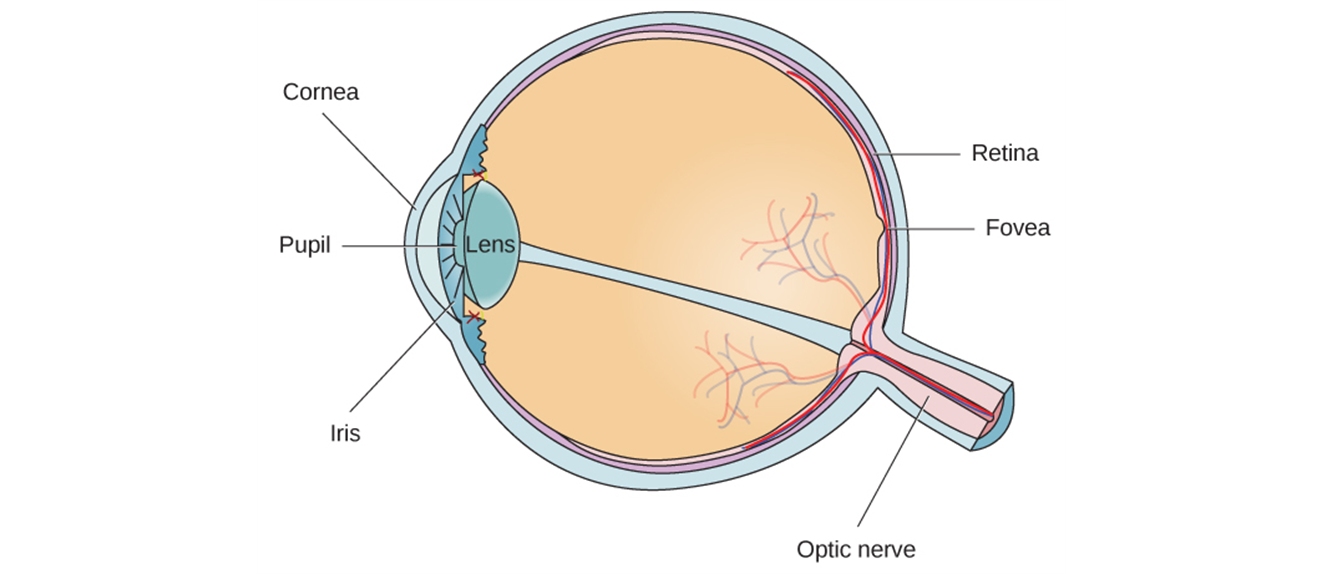 Cornea
Retina
Fovea
Pupil
Lens
Iris
Optic nerve